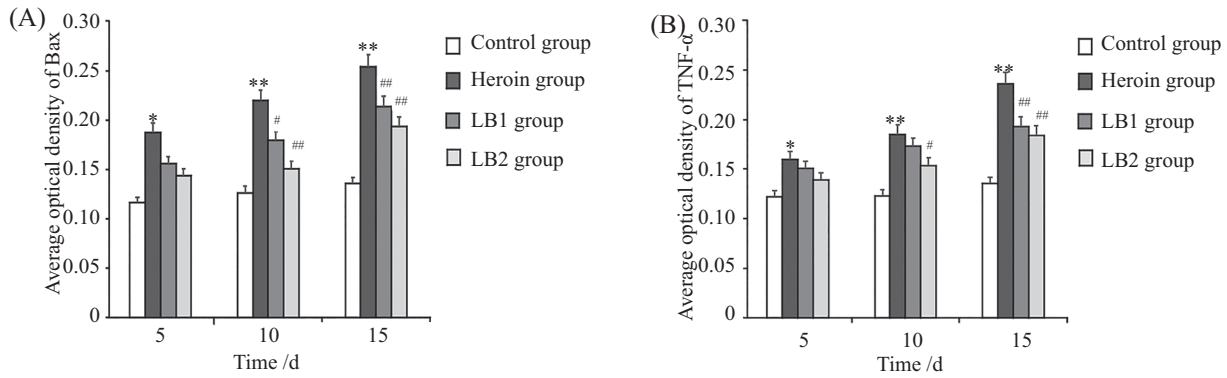 (A)
Average optical density of Bax
0.30
0.25
0.20
0.15
0.10
0.05
0
*
**
#
##
**
##
##
5 10 15
Time /d
Control group
Heroin group
LB1 group
LB2 group
(B)
Average optical density of TNF-α
0.30
0.25
0.20
0.15
0.10
0.05
0
*
**
#
**
##
##
5 10 15
Time /d
Control group
Heroin group
LB1 group
LB2 group